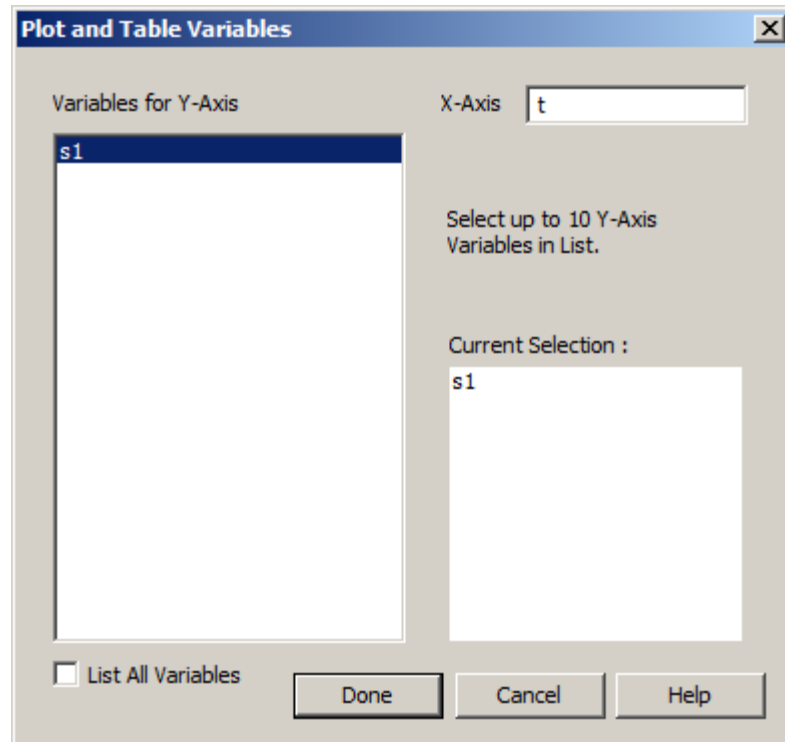 Plot and Table Variables
Variables for Y-Axis
s1
X-Axis
t
Select up to 10 Y-Axis
Variables in List.
Current Selection :
s1
List All Variables
Done
Cancel
Help